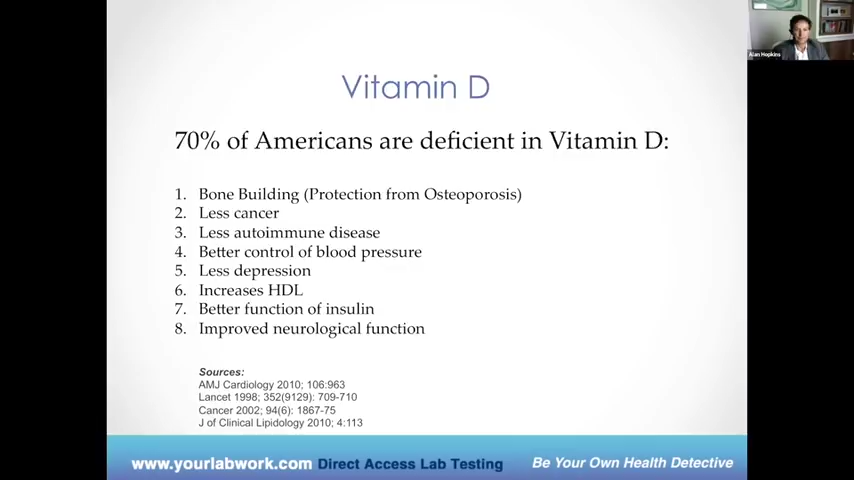 Alan Hopkins
Vitamin D
70% of Americans are deficient in Vitamin D:
1. Bone Building (Protection from Osteoporosis)
2. Less cancer
3. Less autoimmune disease
4. Better control of blood pressure
5. Less depression
6. Increases HDL
7. Better function of insulin
8. Improved neurological function
Sources:
AMJ Cardiology 2010; 106:963
Lancet 1998; 352(9129): 709-710
Cancer 2002; 94(6): 1867-75
J of Clinical Lipidology 2010; 4:113
www.yourlabwork.com Direct Access Lab Testing Be Your Own Health Detective